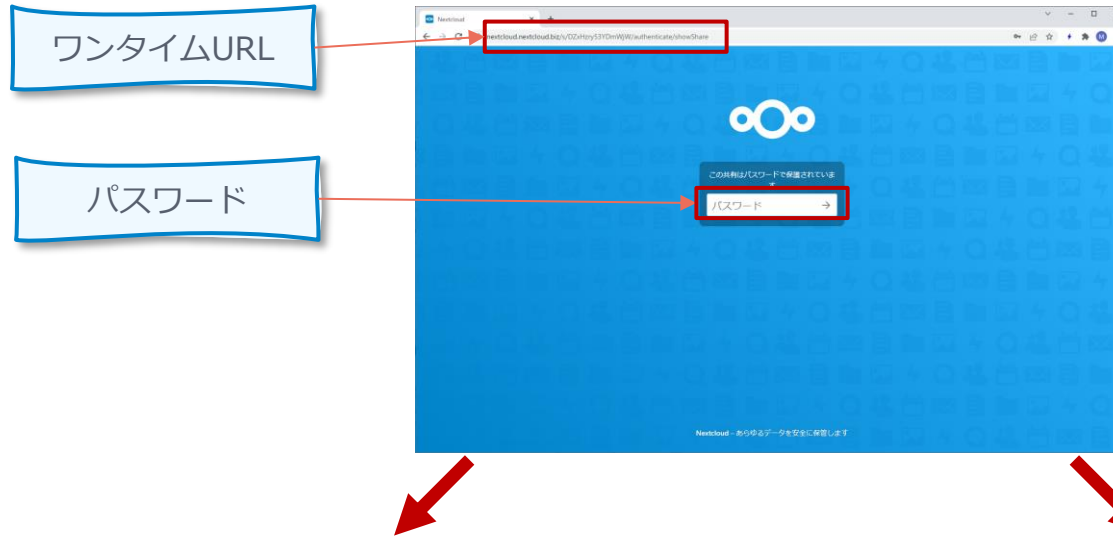 ワンタイムURL
パスワード
Nextcloud
nextcloud.nextcloud.biz/s/DZxHzry53YDmWjW/authenticate/showShare
M
この共有はパスワードで保護されていま
す
パスワード
Nextcloud – あらゆるデータを安全に保管します